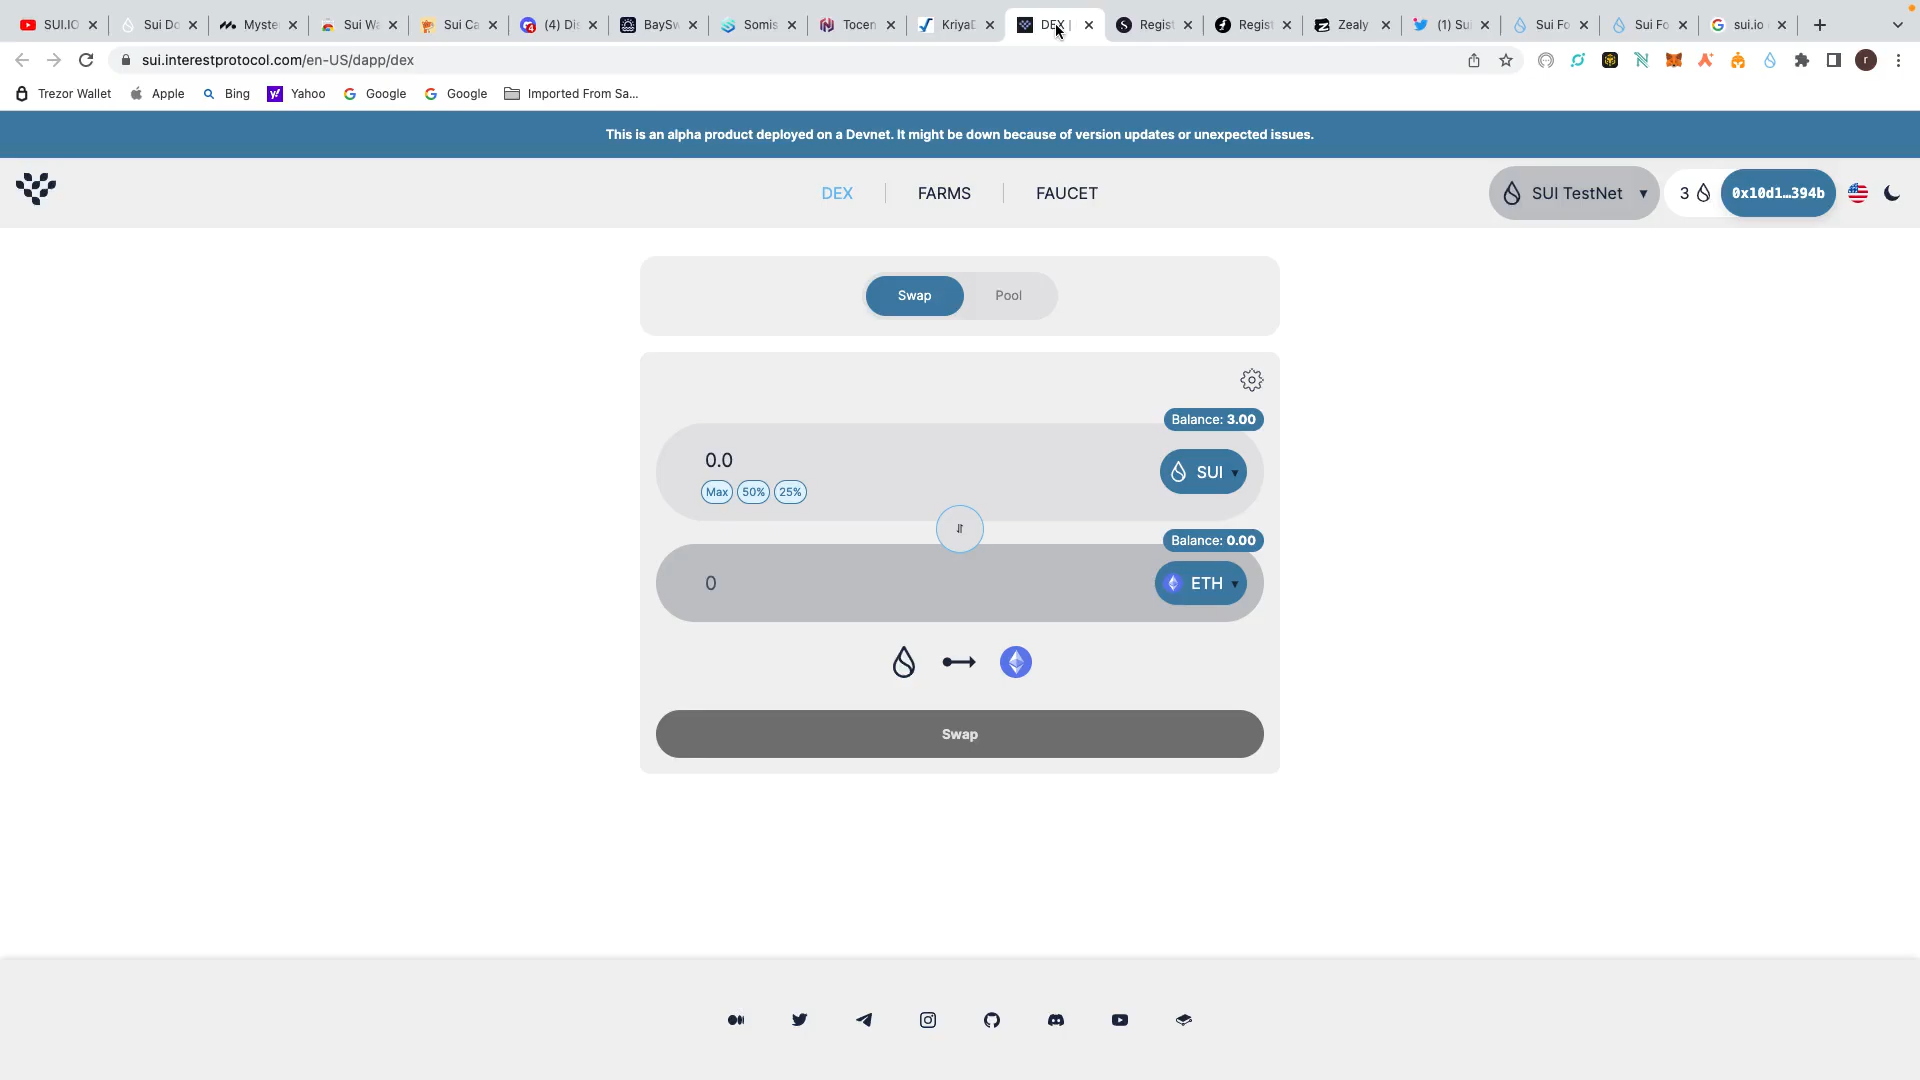 SUI.IO
Sui Do
Myste
Sui Wa
Sui Ca
(4) Dis
BaySw
Somis
Tocen
KriyaD
DEX |
Regist
Regist
Zealy
(1) Sui
Sui Fo
Sui Fo
sui.io
sui.interestprotocol.com/en-US/dapp/dex
r
Trezor Wallet
Apple
Bing
Yahoo
Google
Google
Imported From Sa...
This is an alpha product deployed on a Devnet. It might be down because of version updates or unexpected issues.
DEX
FARMS
FAUCET
SUI TestNet
3
0x10d1…394b
Swap
Pool
Balance: 3.00
0.0
SUI
Max
50%
25%
Balance: 0.00
0
ETH
Swap